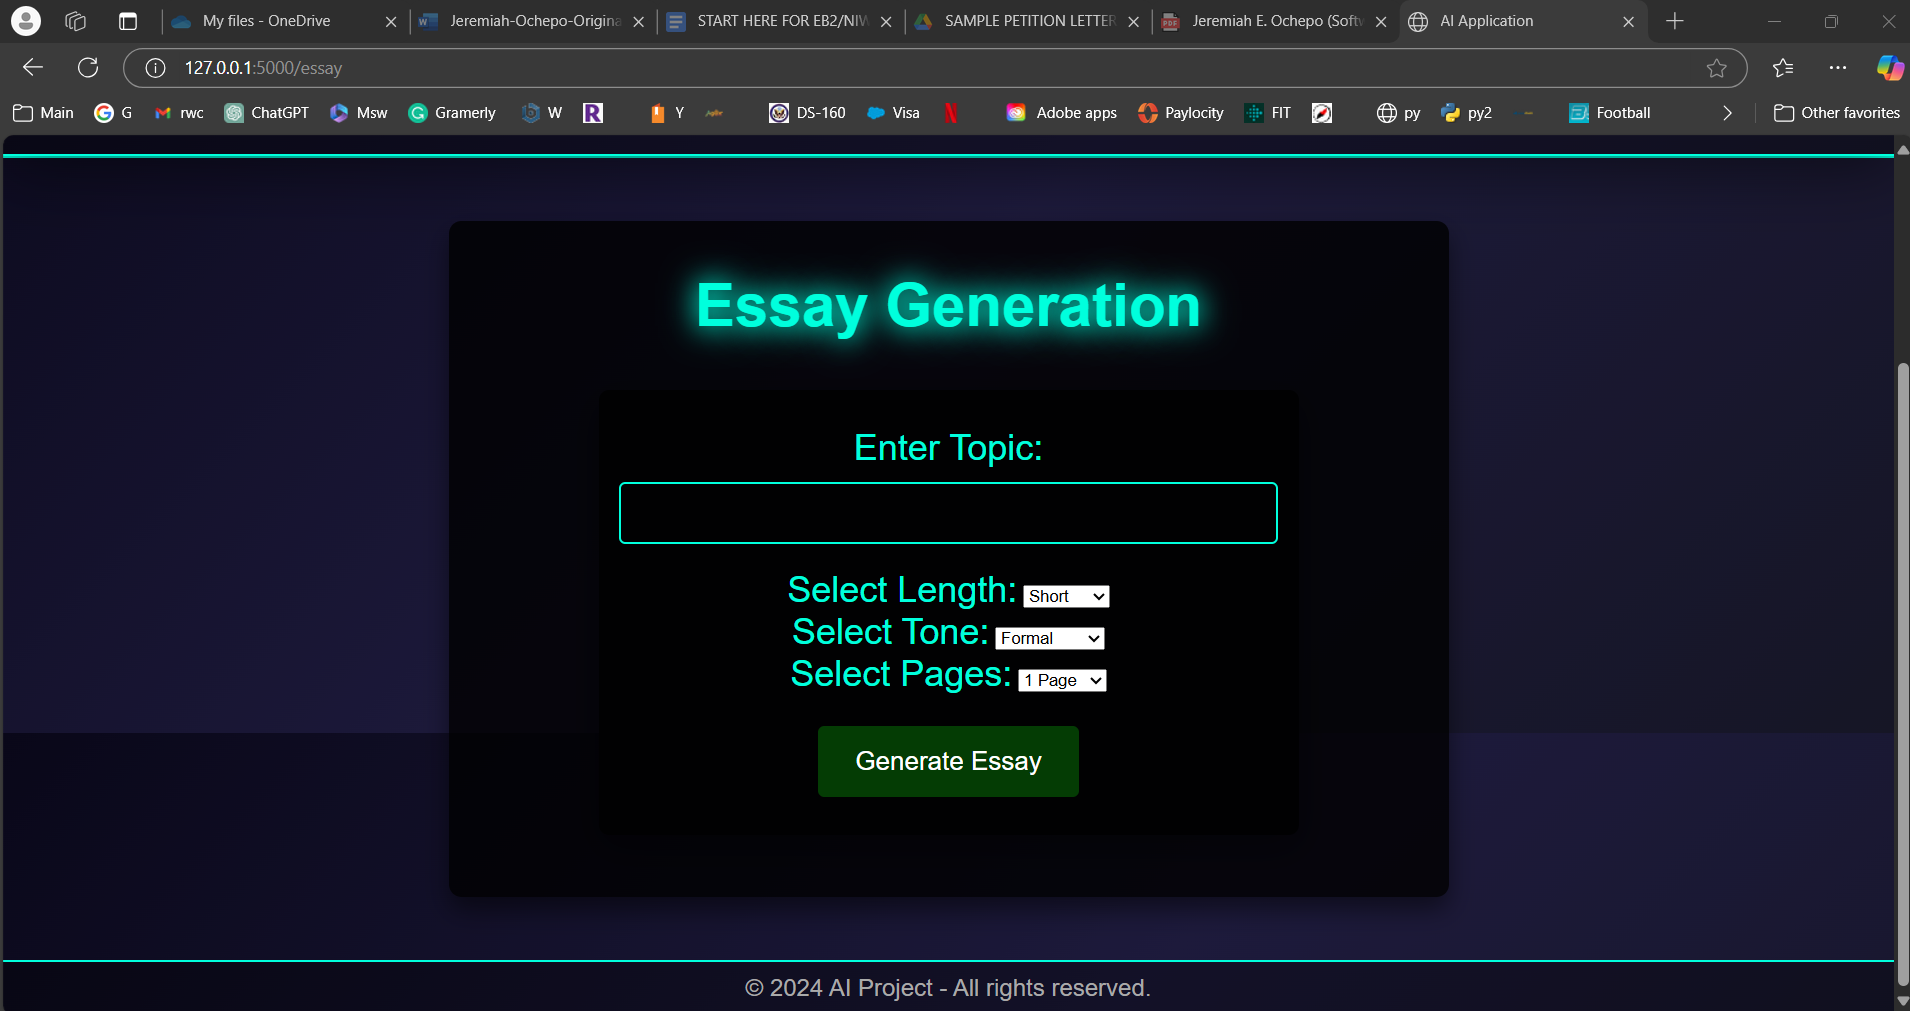 My files - OneDrive
Jeremiah-Ochepo-Origina
START HERE FOR EB2/NIW
SAMPLE PETITION LETTER
Jeremiah E. Ochepo (Softw
AI Application
127.0.0.1:5000/essay
Main
G
rwc
ChatGPT
Msw
Gramerly
W
R
Y
DS-160
Visa
N
Adobe apps
Paylocity
FIT
py
py2
Football
Other favorites
Essay Generation
Enter Topic:
Select Length: Short
Select Tone: Formal
Select Pages: 1 Page
Generate Essay
© 2024 AI Project - All rights reserved.